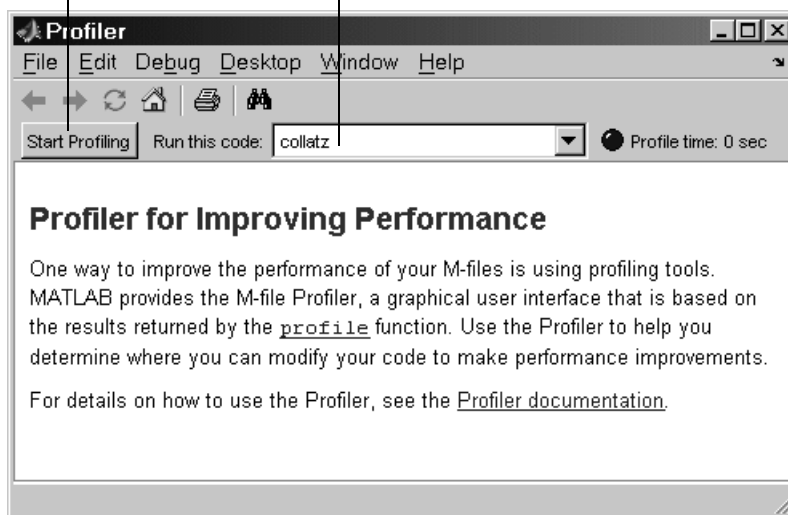 Profiler
File Edit Debug Desktop Window Help
Start Profiling Run this code: collatz Profile time: 0 sec
Profiler for Improving Performance
One way to improve the performance of your M-files is using profiling tools.
MATLAB provides the M-file Profiler, a graphical user interface that is based on
the results returned by the profile function. Use the Profiler to help you
determine where you can modify your code to make performance improvements.
For details on how to use the Profiler, see the Profiler documentation.